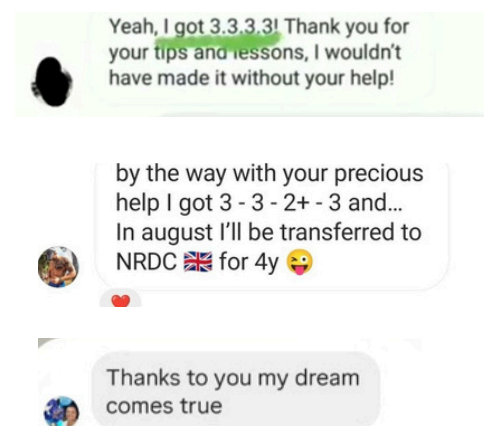 Yeah, I got 3.3.3.3! Thank you for
your tips and lessons, I wouldn't
have made it without your help!
by the way with your precious
help I got 3 - 3 - 2+ - 3 and...
In august I'll be transferred to
NRDC 🇬🇧 for 4y 😜
❤️
Thanks to you my dream
comes true